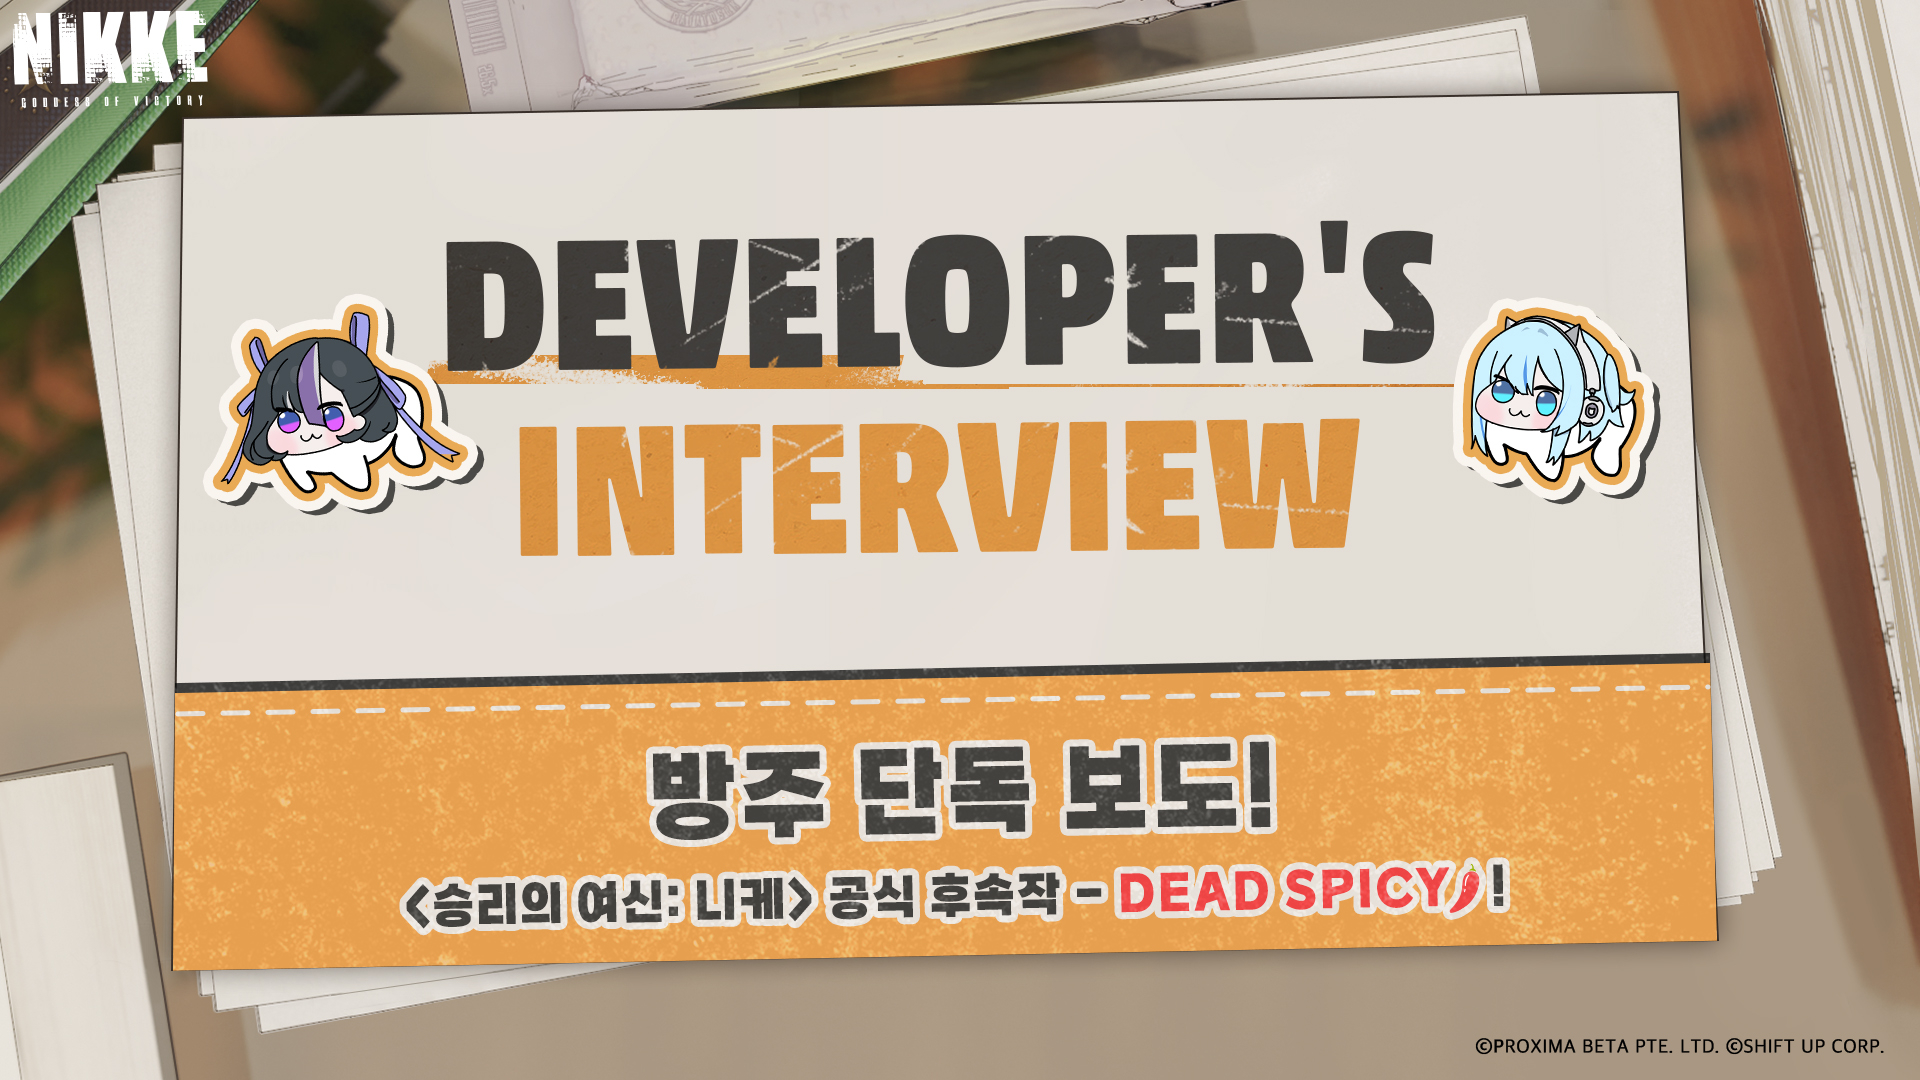 NIKKE
GODDESS OF VICTORY
DEVELOPER'S
INTERVIEW
방주 단독 보도!
<승리의 여신: 니케> 공식 후속작 - DEAD SPICY🌶!
©PROXIMA BETA PTE. LTD. ©SHIFT UP CORP.